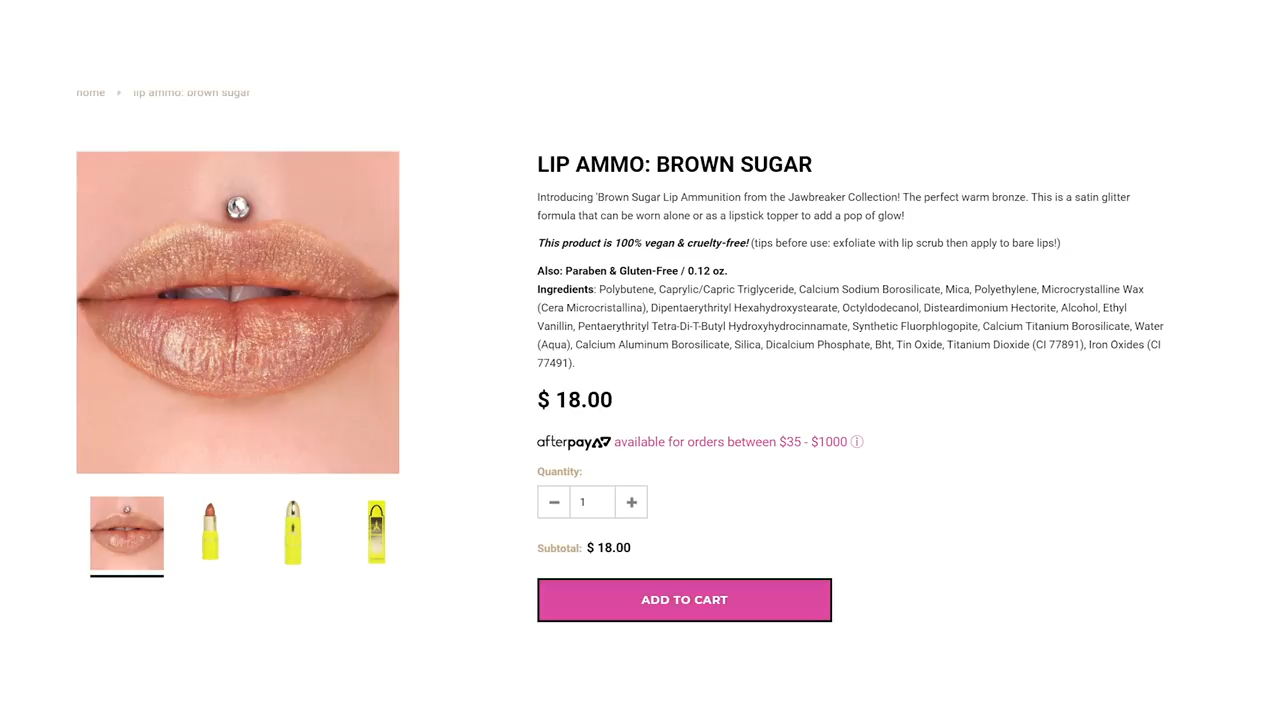 home lip ammo: brown sugar
LIP AMMO: BROWN SUGAR
Introducing 'Brown Sugar Lip Ammunition from the Jawbreaker Collection! The perfect warm bronze. This is a satin glitter
formula that can be worn alone or as a lipstick topper to add a pop of glow!
This product is 100% vegan & cruelty-free! (tips before use: exfoliate with lip scrub then apply to bare lips!)
Also: Paraben & Gluten-Free / 0.12 oz.
Ingredients: Polybutene, Caprylic/Capric Triglyceride, Calcium Sodium Borosilicate, Mica, Polyethylene, Microcrystalline Wax
(Cera Microcristallina), Dipentaerythrityl Hexahydroxystearate, Octyldodecanol, Disteardimonium Hectorite, Alcohol, Ethyl
Vanillin, Pentaerythrityl Tetra-Di-T-Butyl Hydroxyhydrocinnamate, Synthetic Fluorphlogopite, Calcium Titanium Borosilicate, Water
(Aqua), Calcium Aluminum Borosilicate, Silica, Dicalcium Phosphate, Bht, Tin Oxide, Titanium Dioxide (CI 77891), Iron Oxides (CI
77491).
$ 18.00
afterpay available for orders between $35 - $1000 ⓘ
Quantity:
− 1 +
Subtotal: $ 18.00
ADD TO CART